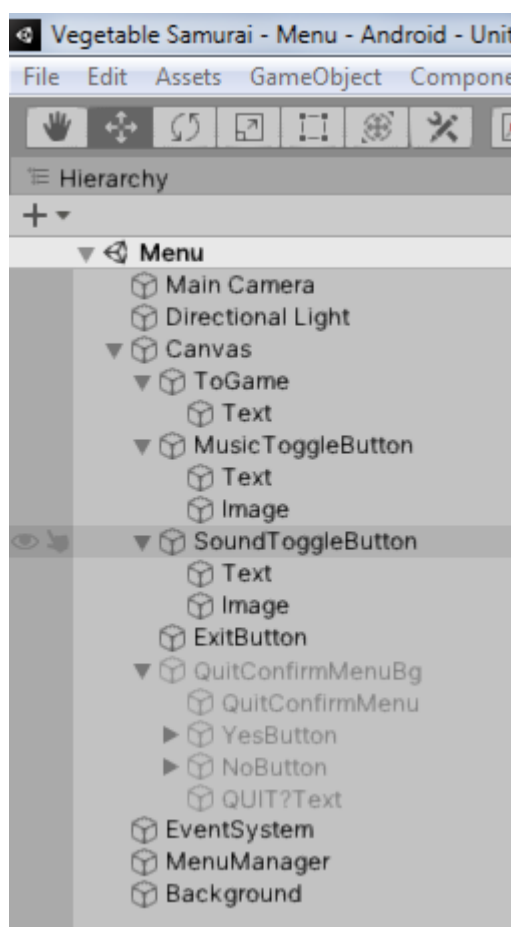 Vegetable Samurai - Menu - Android - Unit
File Edit Assets GameObject Compone
Hierarchy
Menu
Main Camera
Directional Light
Canvas
ToGame
Text
MusicToggleButton
Text
Image
SoundToggleButton
Text
Image
ExitButton
QuitConfirmMenuBg
QuitConfirmMenu
YesButton
NoButton
QUIT?Text
EventSystem
MenuManager
Background